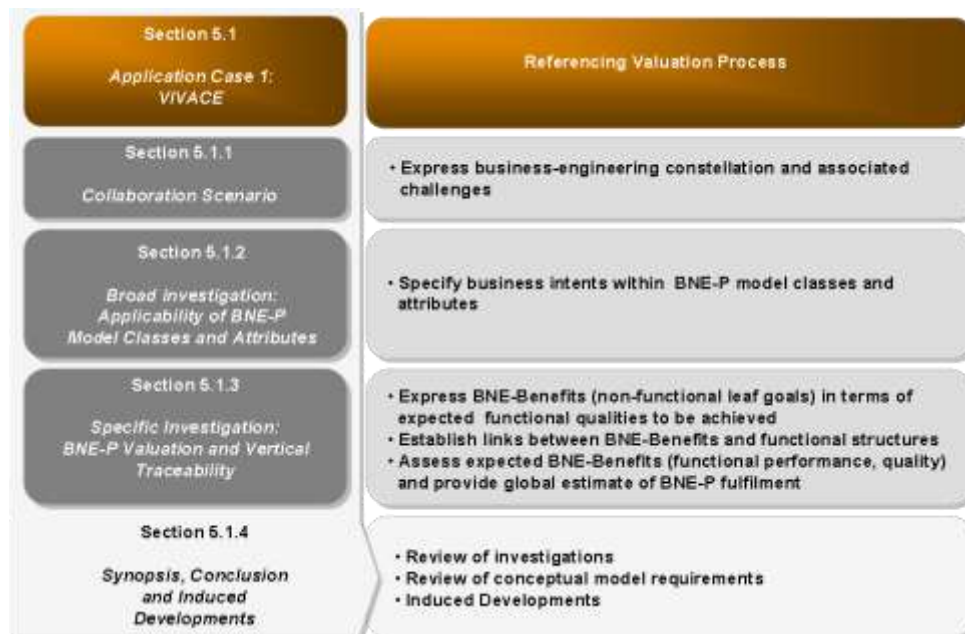 Section 5.1
Application Case 1:
VIVACE
Referencing Valuation Process
Section 5.1.1
Collaboration Scenario
• Express business-engineering constellation and associated
challenges
Section 5.1.2
Broad investigation:
Applicability of BNE-P
Model Classes and Attributes
• Specify business intents within BNE-P model classes and
attributes
Section 5.1.3
Specific Investigation:
BNE-P Valuation and Vertical
Traceability
• Express BNE-Benefits (non-functional leaf goals) in terms of
expected functional qualities to be achieved
• Establish links between BNE-Benefits and functional structures
• Assess expected BNE-Benefits (functional performance, quality)
and provide global estimate of BNE-P fulfilment
Section 5.1.4
Synopsis, Conclusion
and Induced
Developments
• Review of investigations
• Review of conceptual model requirements
• Induced Developments